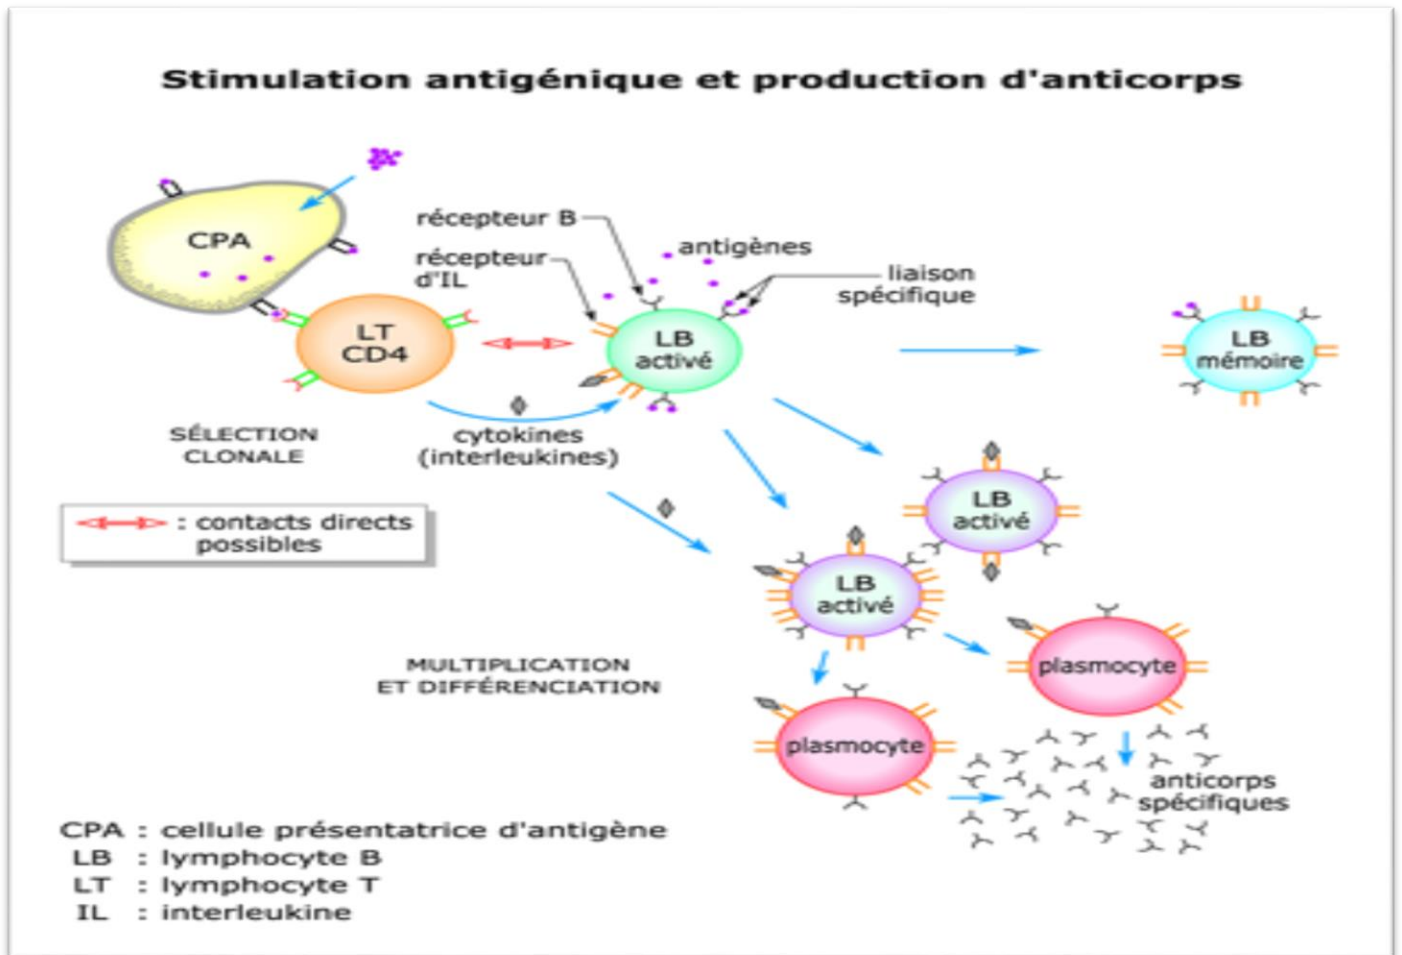 Stimulation antigénique et production d'anticorps
CPA
récepteur B
antigènes
récepteur
d'IL
liaison
spécifique
LT
CD4
LB
activé
LB
mémoire
SÉLECTION
CLONALE
cytokines
(interleukines)
LB
activé
: contacts directs
possibles
LB
activé
MULTIPLICATION
ET DIFFÉRENCIATION
plasmocyte
plasmocyte
anticorps
spécifiques
CPA : cellule présentatrice d'antigène
LB : lymphocyte B
LT : lymphocyte T
IL : interleukine